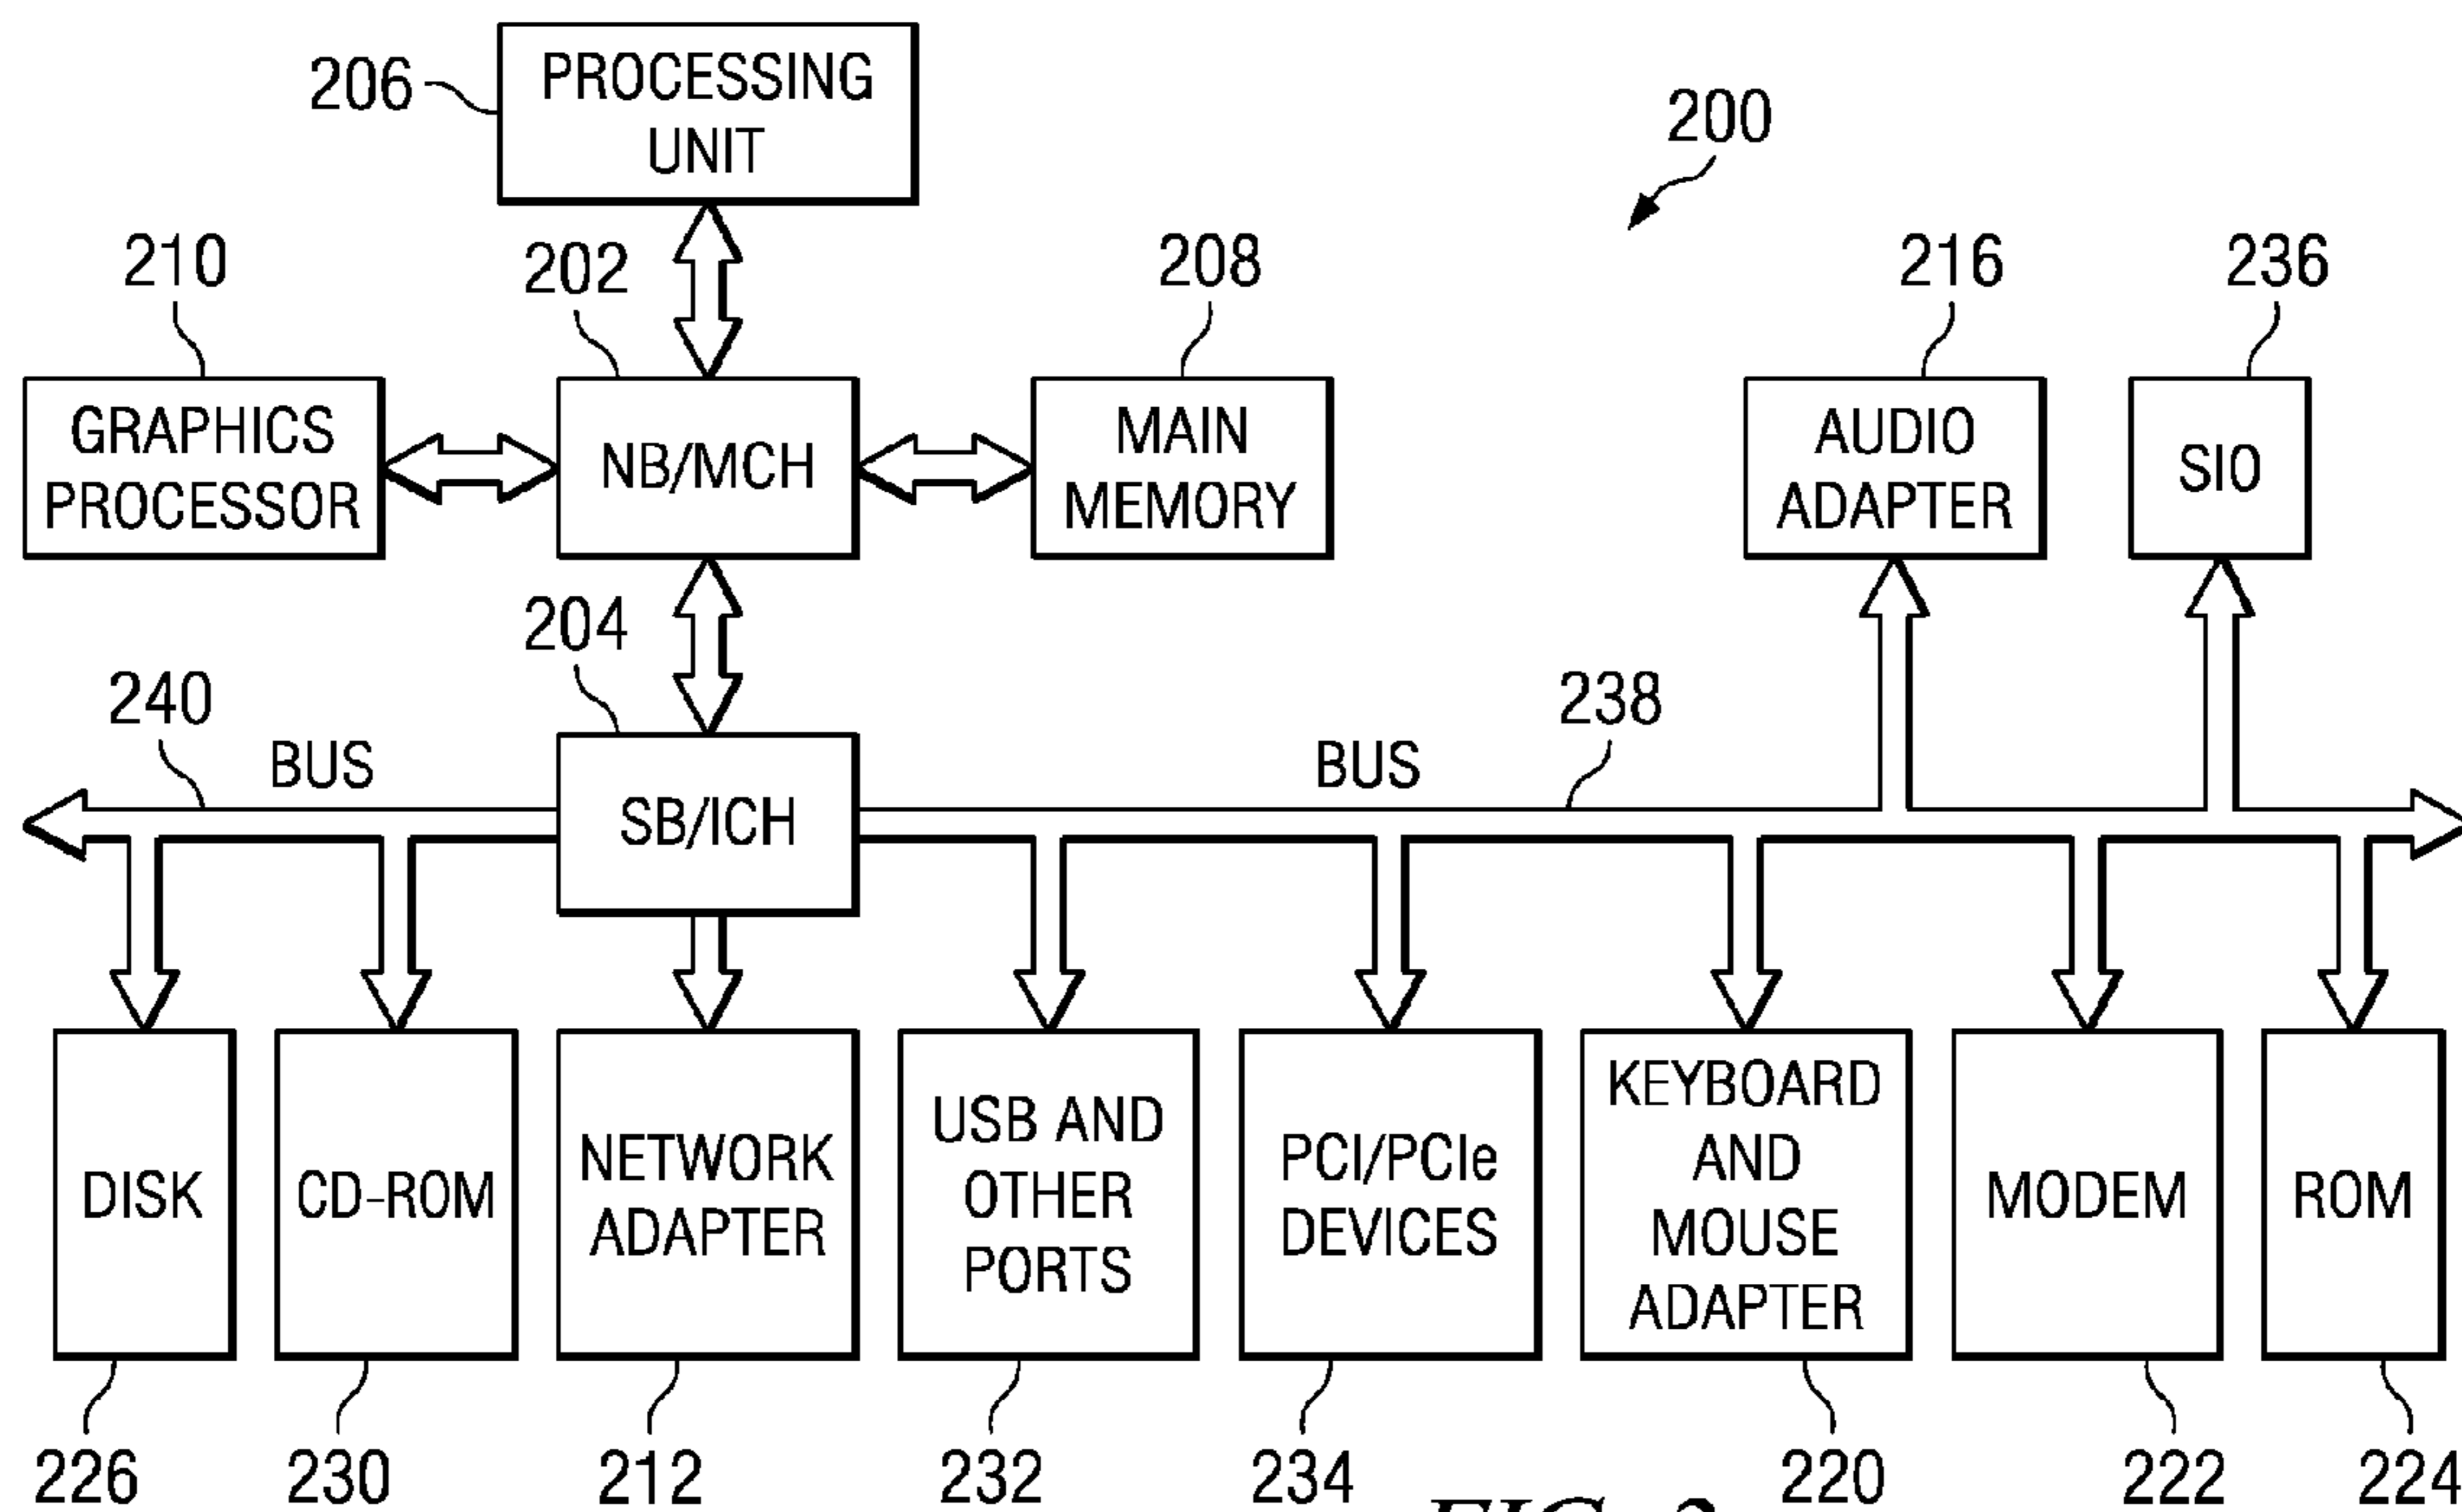 PROCESSING
UNIT
206
200
210
202
208
216
236
GRAPHICS
PROCESSOR
NB/MCH
MAIN
MEMORY
AUDIO
ADAPTER
SIO
204
240
BUS
SB/ICH
BUS
238
DISK
CD-ROM
NETWORK
ADAPTER
USB AND
OTHER
PORTS
PCI/PCIe
DEVICES
KEYBOARD
AND
MOUSE
ADAPTER
MODEM
ROM
226
230
212
232
234
220
222
224